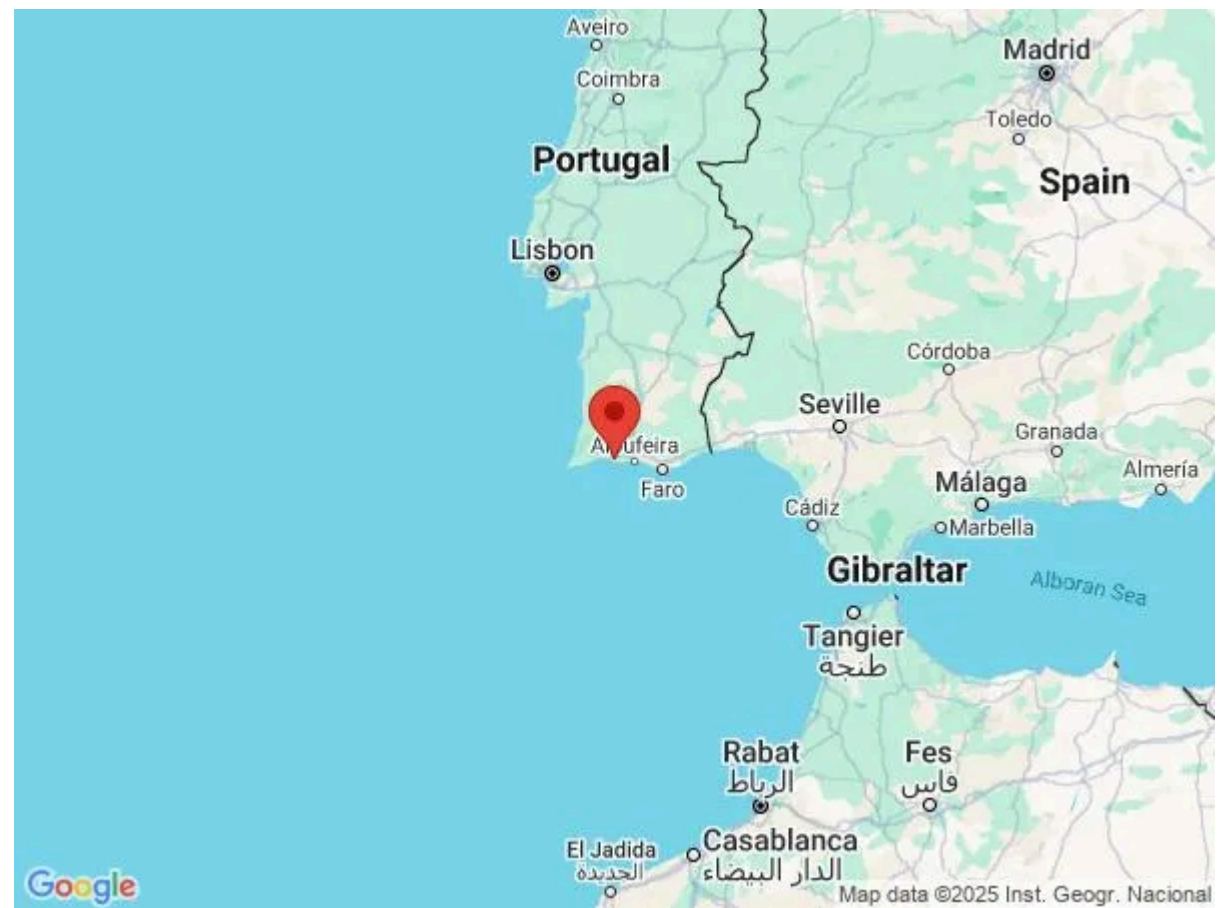 Aveiro
Madrid
Coimbra
Toledo
Portugal
Spain
Lisbon
Córdoba
Seville
Granada
Faro
Málaga
Almería
Cádiz
Marbella
Gibraltar
Alboran Sea
Tangier
طنجة
Rabat
الرباط
Fes
فاس
Casablanca
الدار البيضاء
El Jadida
الجديدة
Google
Map data ©2025 Inst. Geogr. Nacional